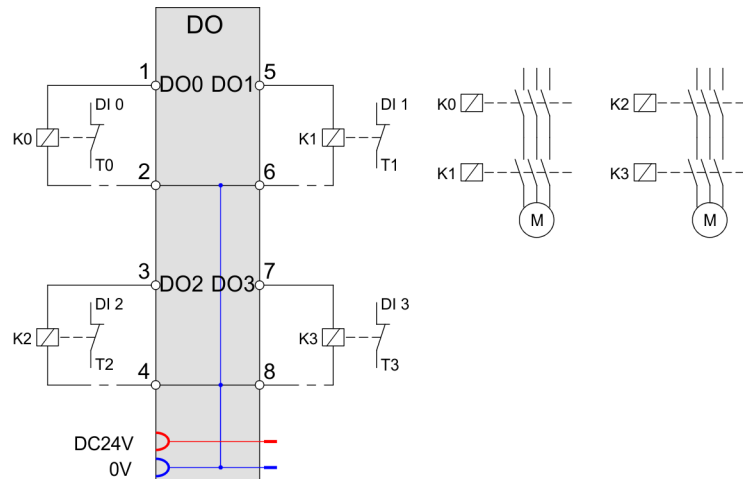 DO
1 DO0 DO1 5
DI 0 DI 1
K0 K1
T0 T1
2 6
3 DO2 DO3 7
DI 2 DI 3
K2 K3
T2 T3
4 8
DC24V
0V
K0 K2
K1 K3
M M